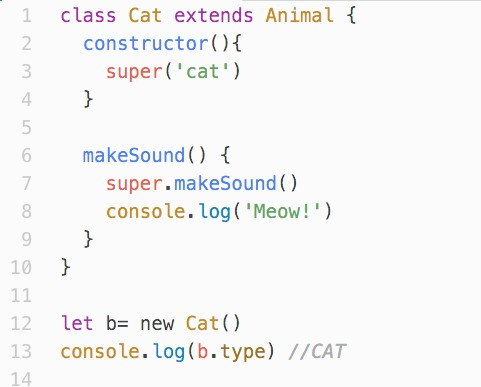 1 class Cat extends Animal {
2   constructor(){
3     super('cat')
4   }
5
6   makeSound() {
7     super.makeSound()
8     console.log('Meow!')
9   }
10 }
11
12 let b= new Cat()
13 console.log(b.type) //CAT
14